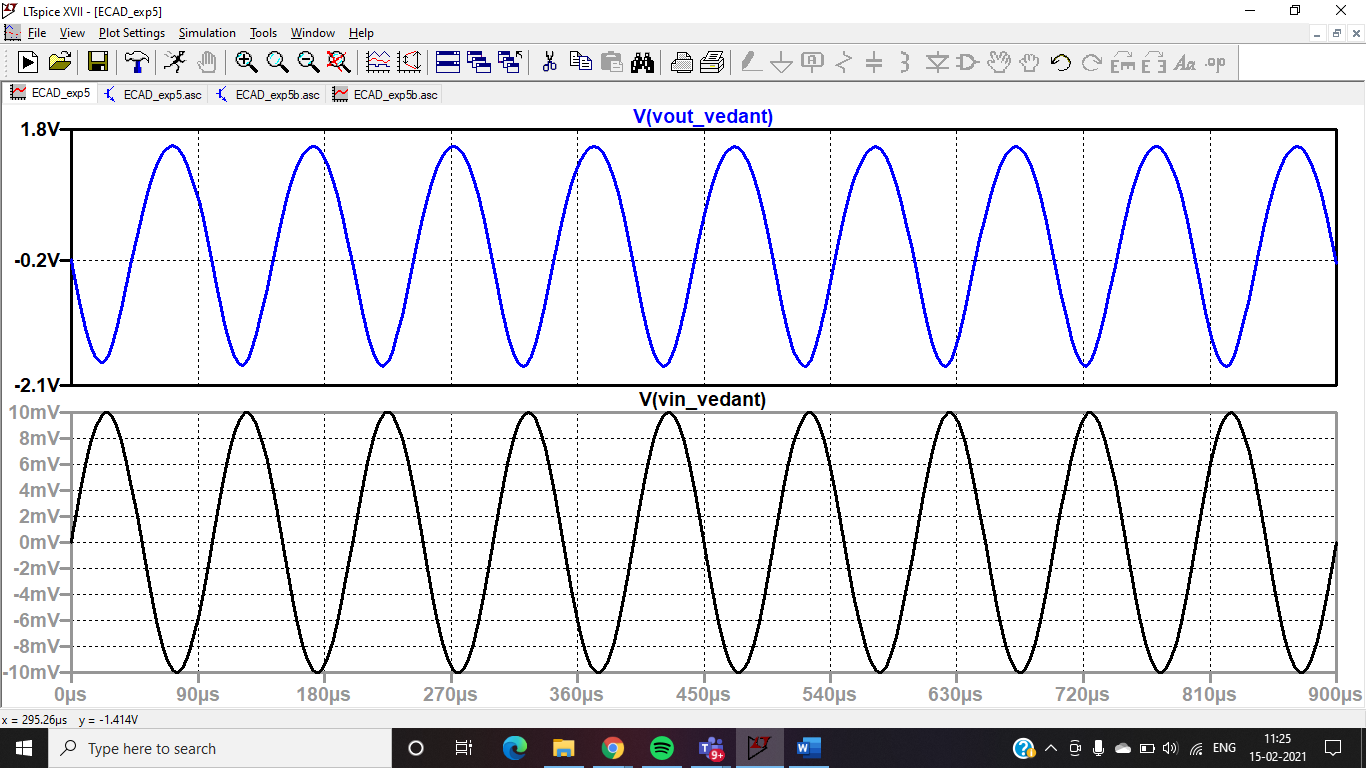 LTspice XVII - [ECAD_exp5]
File View Plot Settings Simulation Tools Window Help
ECAD_exp5 ECAD_exp5.asc ECAD_exp5b.asc ECAD_exp5b.asc
V(vout_vedant)
1.8V
-0.2V
-2.1V
V(vin_vedant)
10mV
8mV
6mV
4mV
2mV
0mV
-2mV
-4mV
-6mV
-8mV
-10mV
0µs 90µs 180µs 270µs 360µs 450µs 540µs 630µs 720µs 810µs 900µs
x = 295.26µs y = -1.414V
Type here to search
9+
W
ENG
11:25
15-02-2021